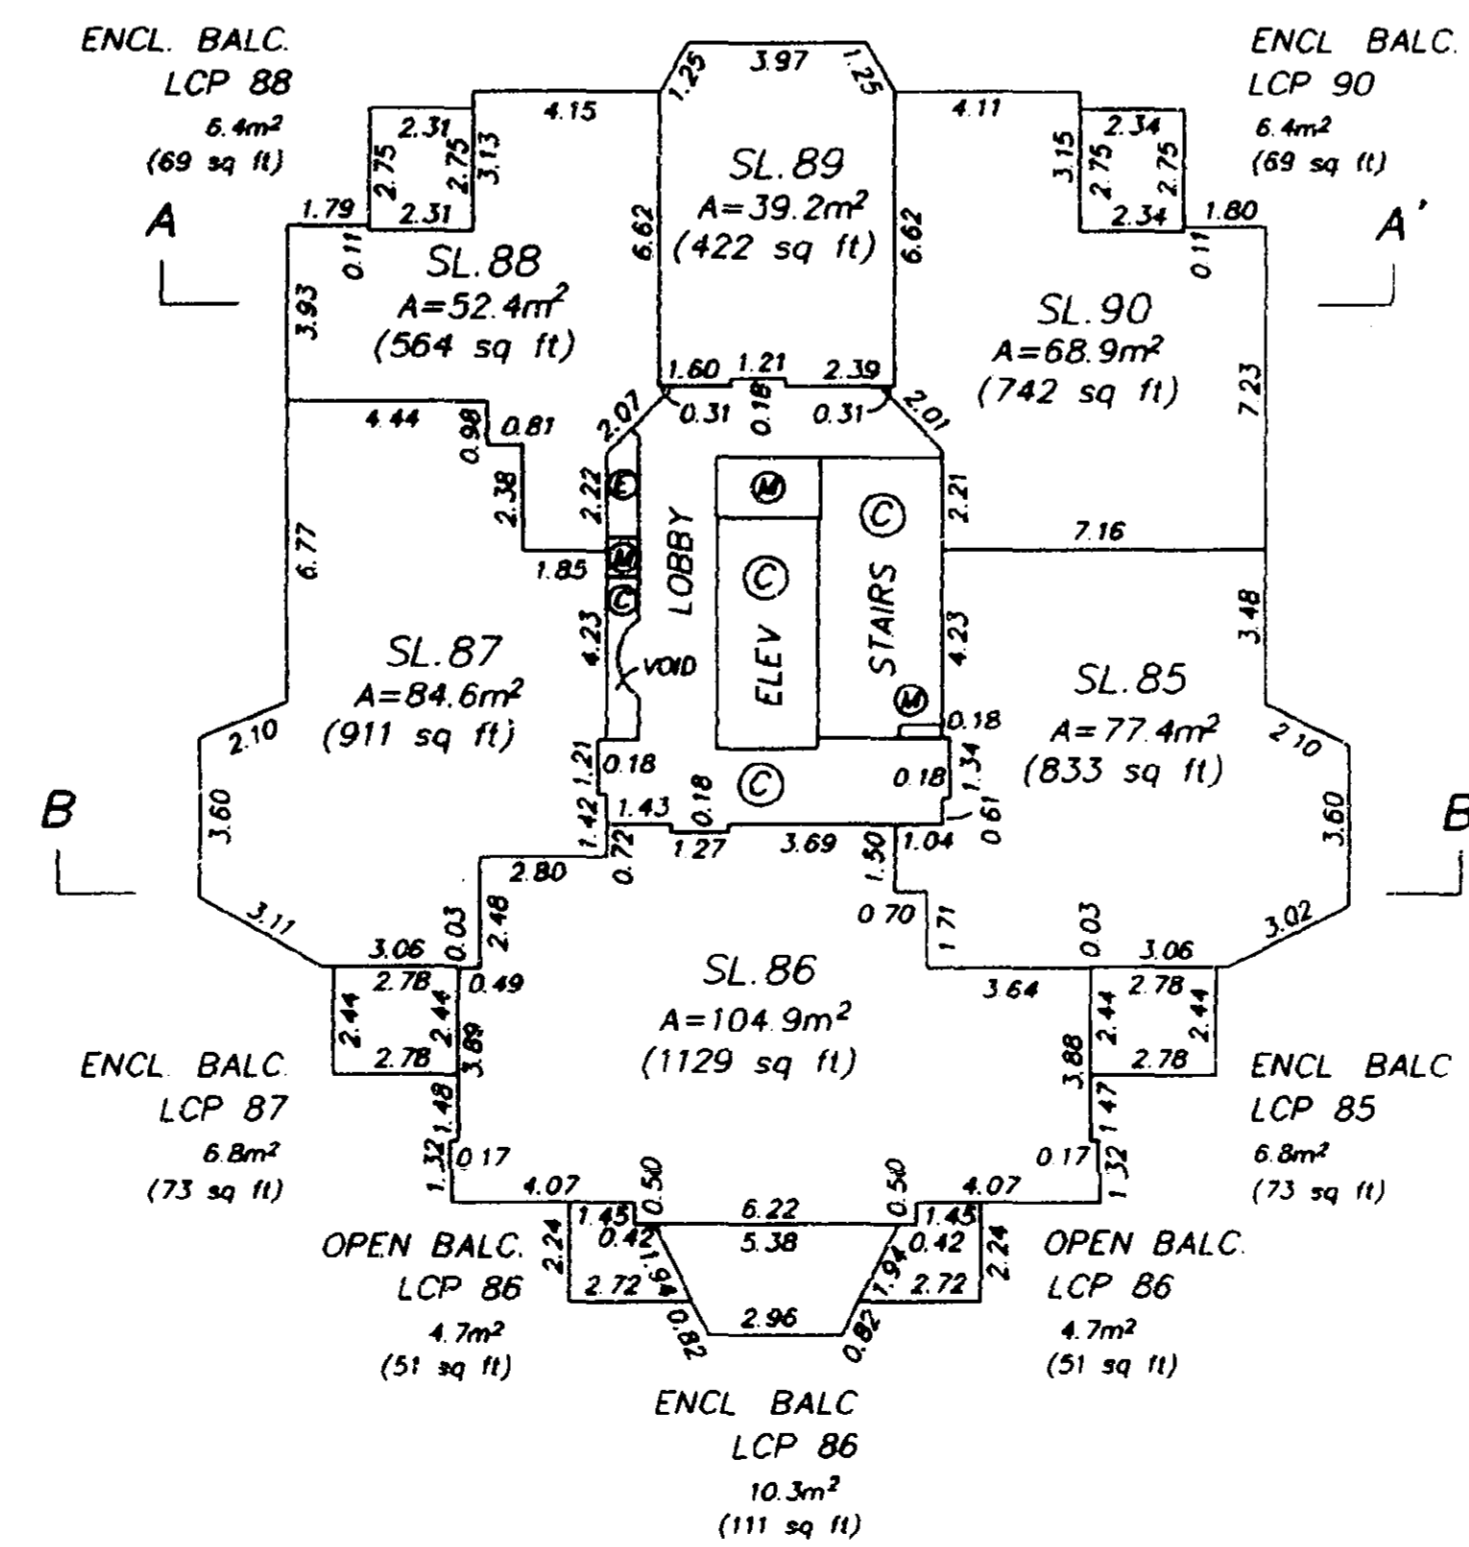 ENCL. BALC.
LCP 88
6.4m²
(69 sq ft)
ENCL BALC.
LCP 90
6.4m²
(69 sq ft)
1.25
3.97
1.25
4.15
4.11
2.31
2.75
2.75
3.13
2.31
3.15
2.34
2.75
2.75
2.34
1.79
0.11
1.80
0.11
A
A'
SL.89
A=39.2m²
(422 sq ft)
6.62
6.62
SL.88
A=52.4m²
(564 sq ft)
3.93
SL.90
A=68.9m²
(742 sq ft)
7.23
1.60
1.21
2.39
0.31
0.18
0.31
2.07
2.01
4.44
0.98
0.81
2.38
2.22
1.85
E
M
C
LOBBY
M
C
ELEV
C
STAIRS
M
2.21
7.16
6.77
4.23
VOID
4.23
3.48
SL.87
A=84.6m²
(911 sq ft)
SL.85
A=77.4m²
(833 sq ft)
2.10
2.10
0.18
1.21
0.18
C
0.18
1.34
B
B
3.60
3.60
1.42
1.43
0.18
0.61
0.72
1.27
3.69
1.50
1.04
2.80
0.70
1.71
3.11
3.02
3.06
0.03
2.48
0.49
3.64
0.03
3.06
SL.86
A=104.9m²
(1129 sq ft)
2.78
2.44
2.44
2.78
3.89
2.78
2.44
2.44
2.78
3.88
ENCL. BALC.
LCP 87
6.8m²
(73 sq ft)
ENCL BALC
LCP 85
6.8m²
(73 sq ft)
1.48
1.32
0.17
1.47
0.17
1.32
4.07
0.50
6.22
0.50
4.07
1.45
0.42
5.38
1.45
0.42
2.24
1.94
2.72
1.94
2.72
2.24
0.82
2.96
0.82
OPEN BALC.
LCP 86
4.7m²
(51 sq ft)
OPEN BALC.
LCP 86
4.7m²
(51 sq ft)
ENCL BALC
LCP 86
10.3m²
(111 sq ft)